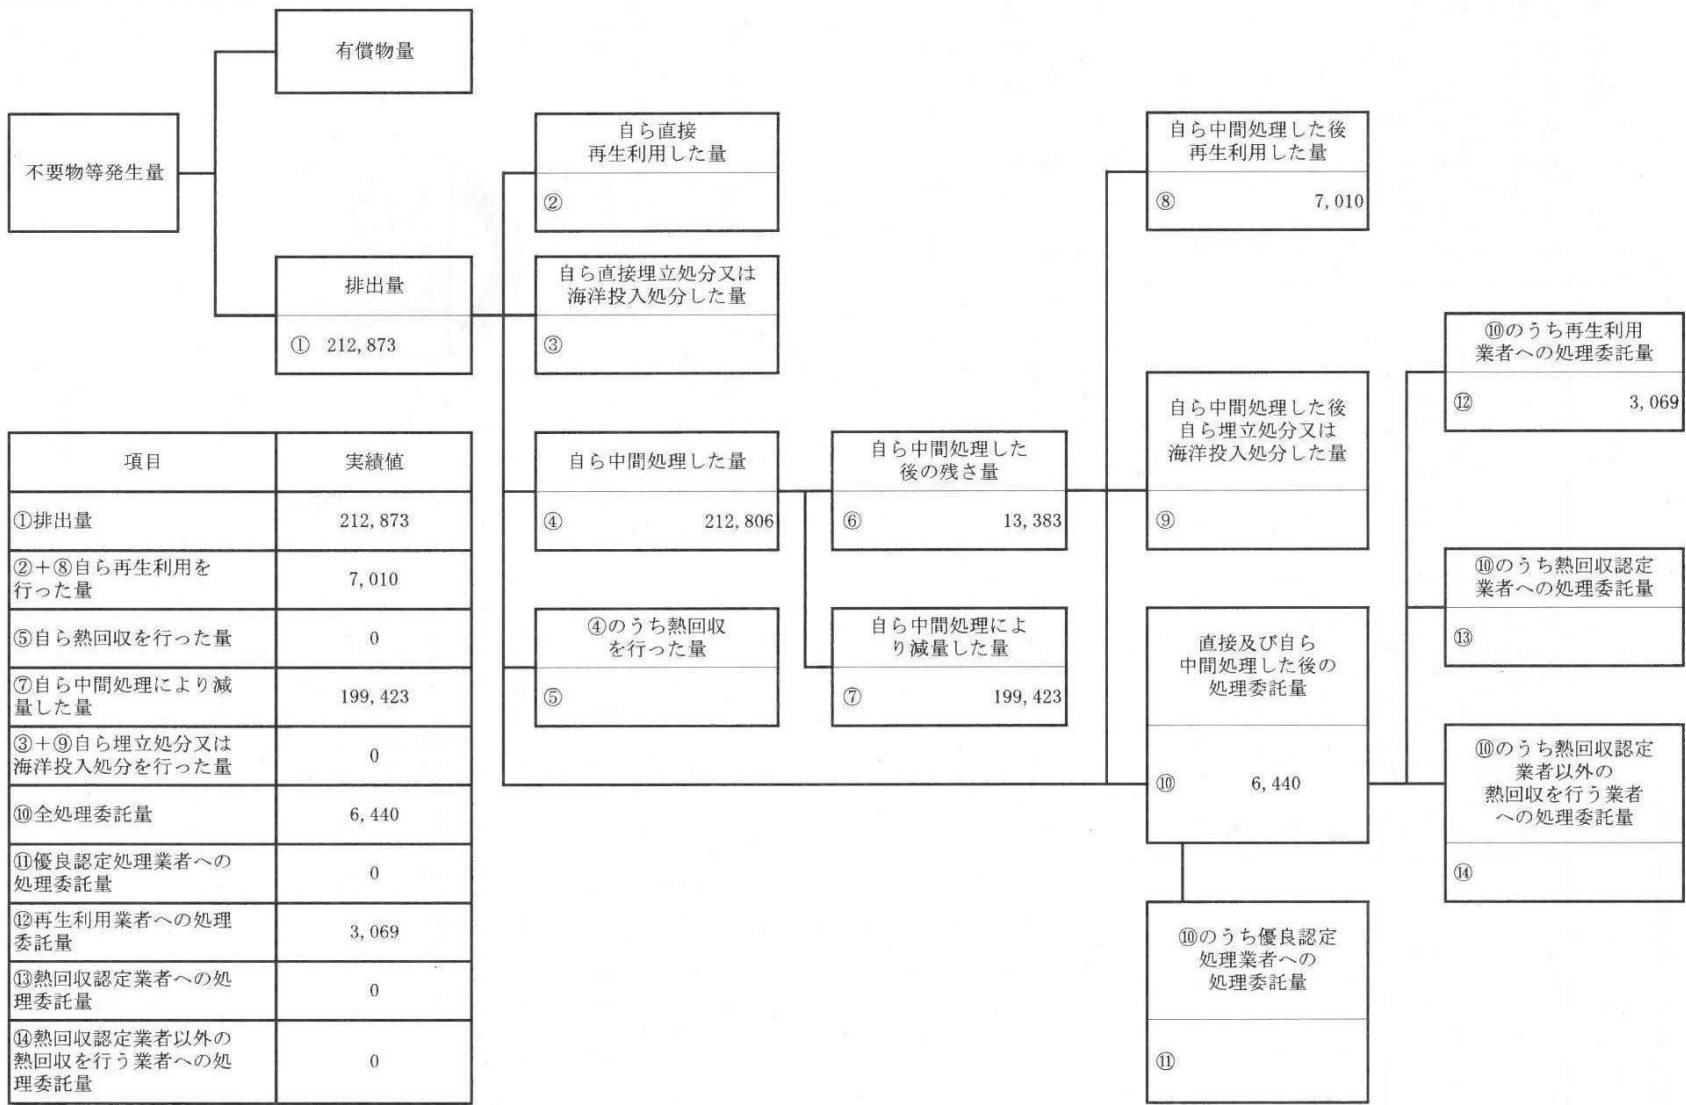 有償物量
不要物等発生量
排出量
① 212,873
自ら直接
再生利用した量
②
自ら直接埋立処分又は
海洋投入処分した量
③
自ら中間処理した量
④ 212,806
④のうち熱回収
を行った量
⑤
自ら中間処理した
後の残さ量
⑥ 13,383
自ら中間処理によ
り減量した量
⑦ 199,423
自ら中間処理した後
再生利用した量
⑧ 7,010
自ら中間処理した後
自ら埋立処分又は
海洋投入処分した量
⑨
直接及び自ら
中間処理した後の
処理委託量
⑩ 6,440
⑩のうち優良認定
処理業者への
処理委託量
⑪
⑩のうち再生利用
業者への処理委託量
⑫ 3,069
⑩のうち熱回収認定
業者への処理委託量
⑬
⑩のうち熱回収認定
業者以外の
熱回収を行う業者
への処理委託量
⑭
項目 実績値
①排出量 212,873
②+⑧自ら再生利用を
行った量 7,010
⑤自ら熱回収を行った量 0
⑦自ら中間処理により減
量した量 199,423
③+⑨自ら埋立処分又は
海洋投入処分を行った量 0
⑩全処理委託量 6,440
⑪優良認定処理業者への
処理委託量 0
⑫再生利用業者への処理
委託量 3,069
⑬熱回収認定業者への処
理委託量 0
⑭熱回収認定業者以外の
熱回収を行う業者への処
理委託量 0